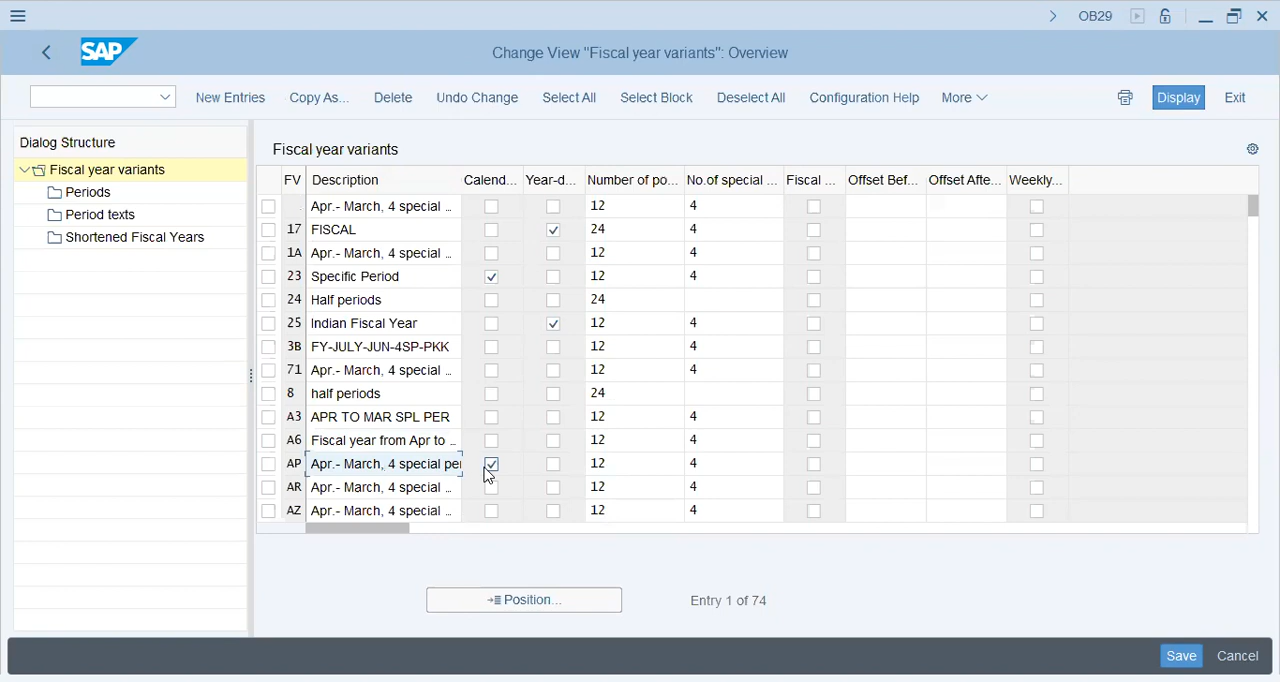 OB29
SAP
Change View "Fiscal year variants": Overview
New Entries Copy As... Delete Undo Change Select All Select Block Deselect All Configuration Help More Display Exit
Dialog Structure
Fiscal year variants
Periods
Period texts
Shortened Fiscal Years
Fiscal year variants
FV Description Calend... Year-d... Number of po... No.of special ... Fiscal ... Offset Bef... Offset Afte... Weekly...
Apr.- March, 4 special ... 12 4
17 FISCAL 24 4
1A Apr.- March, 4 special ... 12 4
23 Specific Period 12 4
24 Half periods 24
25 Indian Fiscal Year 12 4
3B FY-JULY-JUN-4SP-PKK 12 4
71 Apr.- March, 4 special ... 12 4
8 half periods 24
A3 APR TO MAR SPL PER 12 4
A6 Fiscal year from Apr to ... 12 4
AP Apr.- March, 4 special per 12 4
AR Apr.- March, 4 special ... 12 4
AZ Apr.- March, 4 special ... 12 4
Position... Entry 1 of 74
Save Cancel